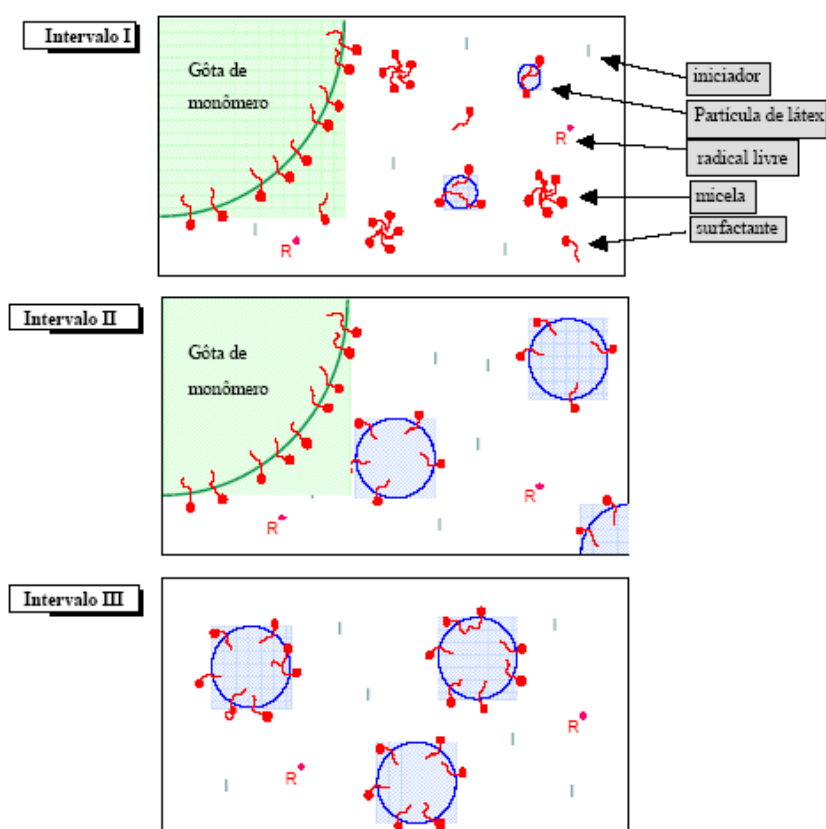 Intervalo I
Gôta de
monômero
I
I
I
I
I
R
R
iniciador
Partícula de látex
radical livre
micela
surfactante
Intervalo II
Gôta de
monômero
I
I
I
I
R
R
Intervalo III
I
I
I
I
I
I
R
R